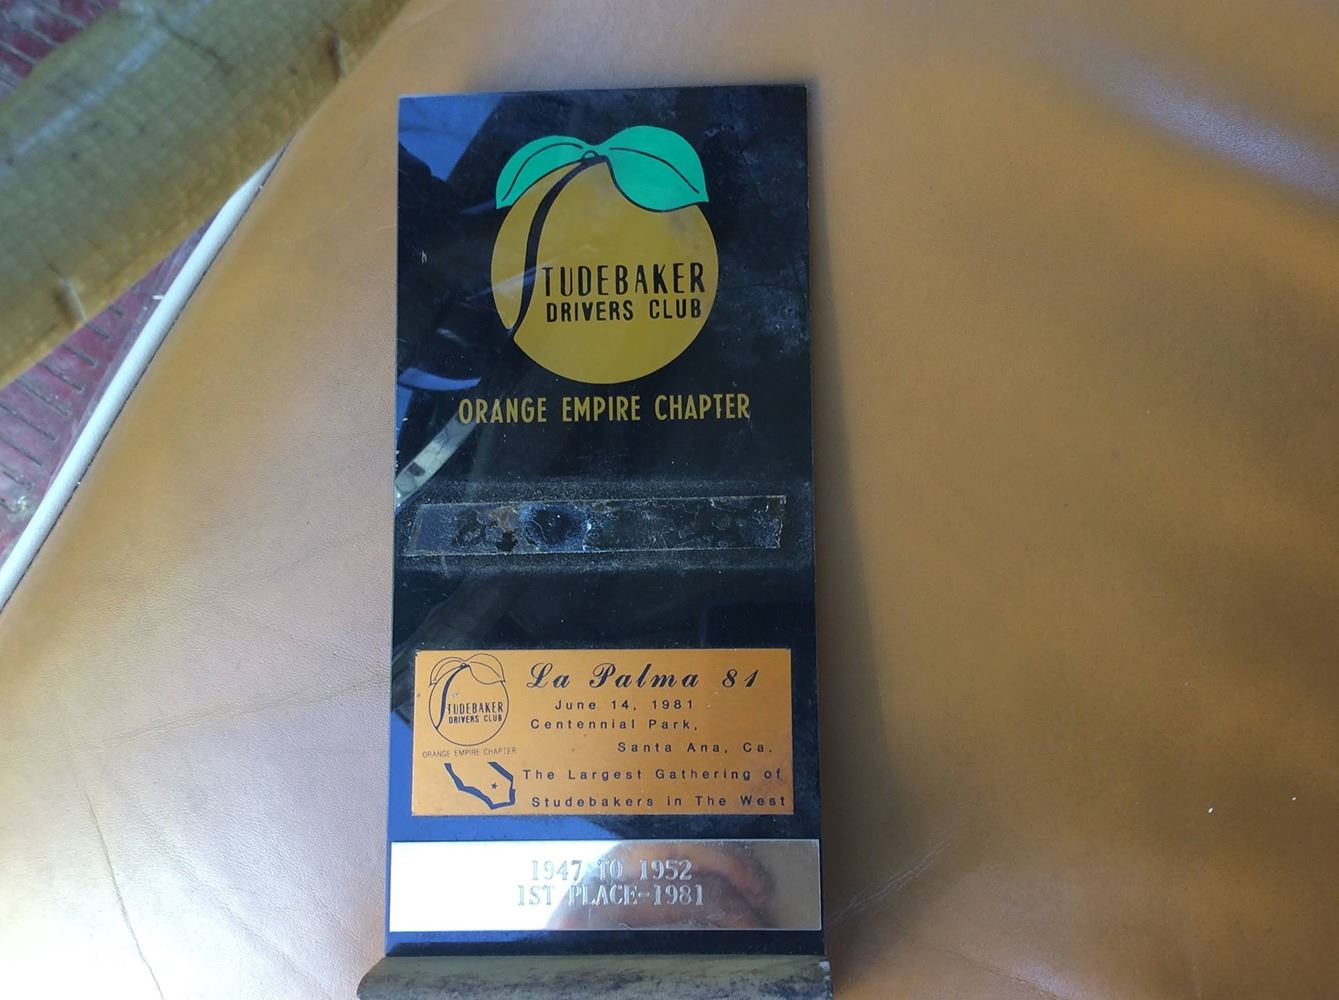 STUDEBAKER
DRIVERS CLUB
ORANGE EMPIRE CHAPTER
STUDEBAKER
DRIVERS CLUB
ORANGE EMPIRE CHAPTER
La Palma 81
June 14, 1981
Centennial Park,
Santa Ana, Ca.
The Largest Gathering of
Studebakers in The West
1947 TO 1952
1ST PLACE-1981